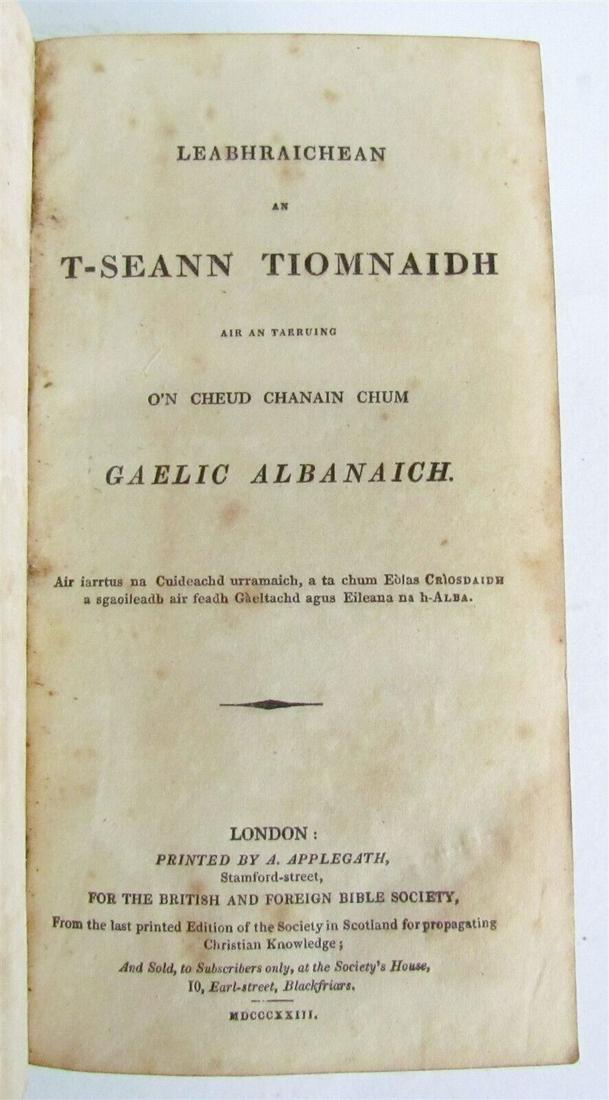 LEABHRAICHEAN
AN
T-SEANN TIOMNAIDH
AIR AN TARRUING
O'N CHEUD CHANAIN CHUM
GAELIC ALBANAICH.
Air iarrtus na Cuideachd urramaich, a ta chum Eòlas CRÌOSDAIDH
a sgaoileadh air feadh Gàeltachd agus Eileana na h-ALBA.
LONDON:
PRINTED BY A. APPLEGATH,
Stamford-street,
FOR THE BRITISH AND FOREIGN BIBLE SOCIETY,
From the last printed Edition of the Society in Scotland for propagating
Christian Knowledge;
And Sold, to Subscribers only, at the Society's House,
10, Earl-street, Blackfriars.
MDCCCXXIII.